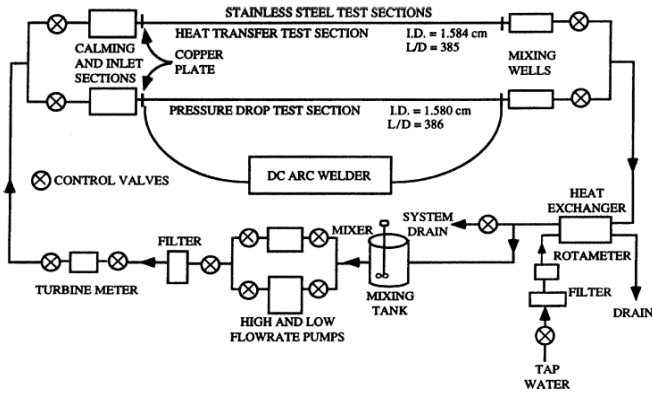 STAINLESS STEEL TEST SECTIONS
HEAT TRANSFER TEST SECTION
I.D. = 1.584 cm
L/D = 385
CALMING
AND INLET
SECTIONS
COPPER
PLATE
MIXING
WELLS
PRESSURE DROP TEST SECTION
I.D. = 1.580 cm
L/D = 386
DC ARC WELDER
CONTROL VALVES
HEAT
EXCHANGER
SYSTEM
DRAIN
MIXER
FILTER
ROTAMETER
TURBINE METER
MIXING
TANK
FILTER
DRAIN
HIGH AND LOW
FLOWRATE PUMPS
TAP
WATER